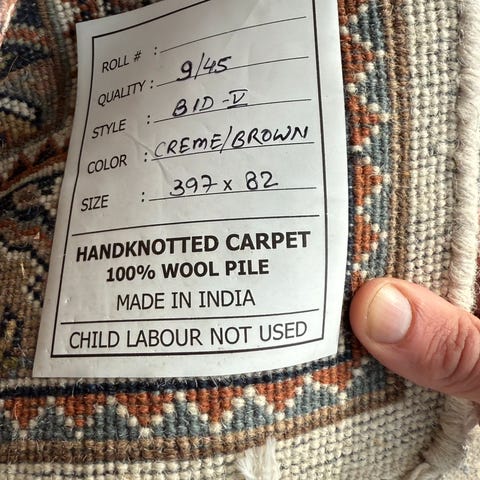 ROLL # :
QUALITY : 9/45
STYLE : BID-V
COLOR : CREME/BROWN
SIZE : 397 x 82
HANDKNOTTED CARPET
100% WOOL PILE
MADE IN INDIA
CHILD LABOUR NOT USED